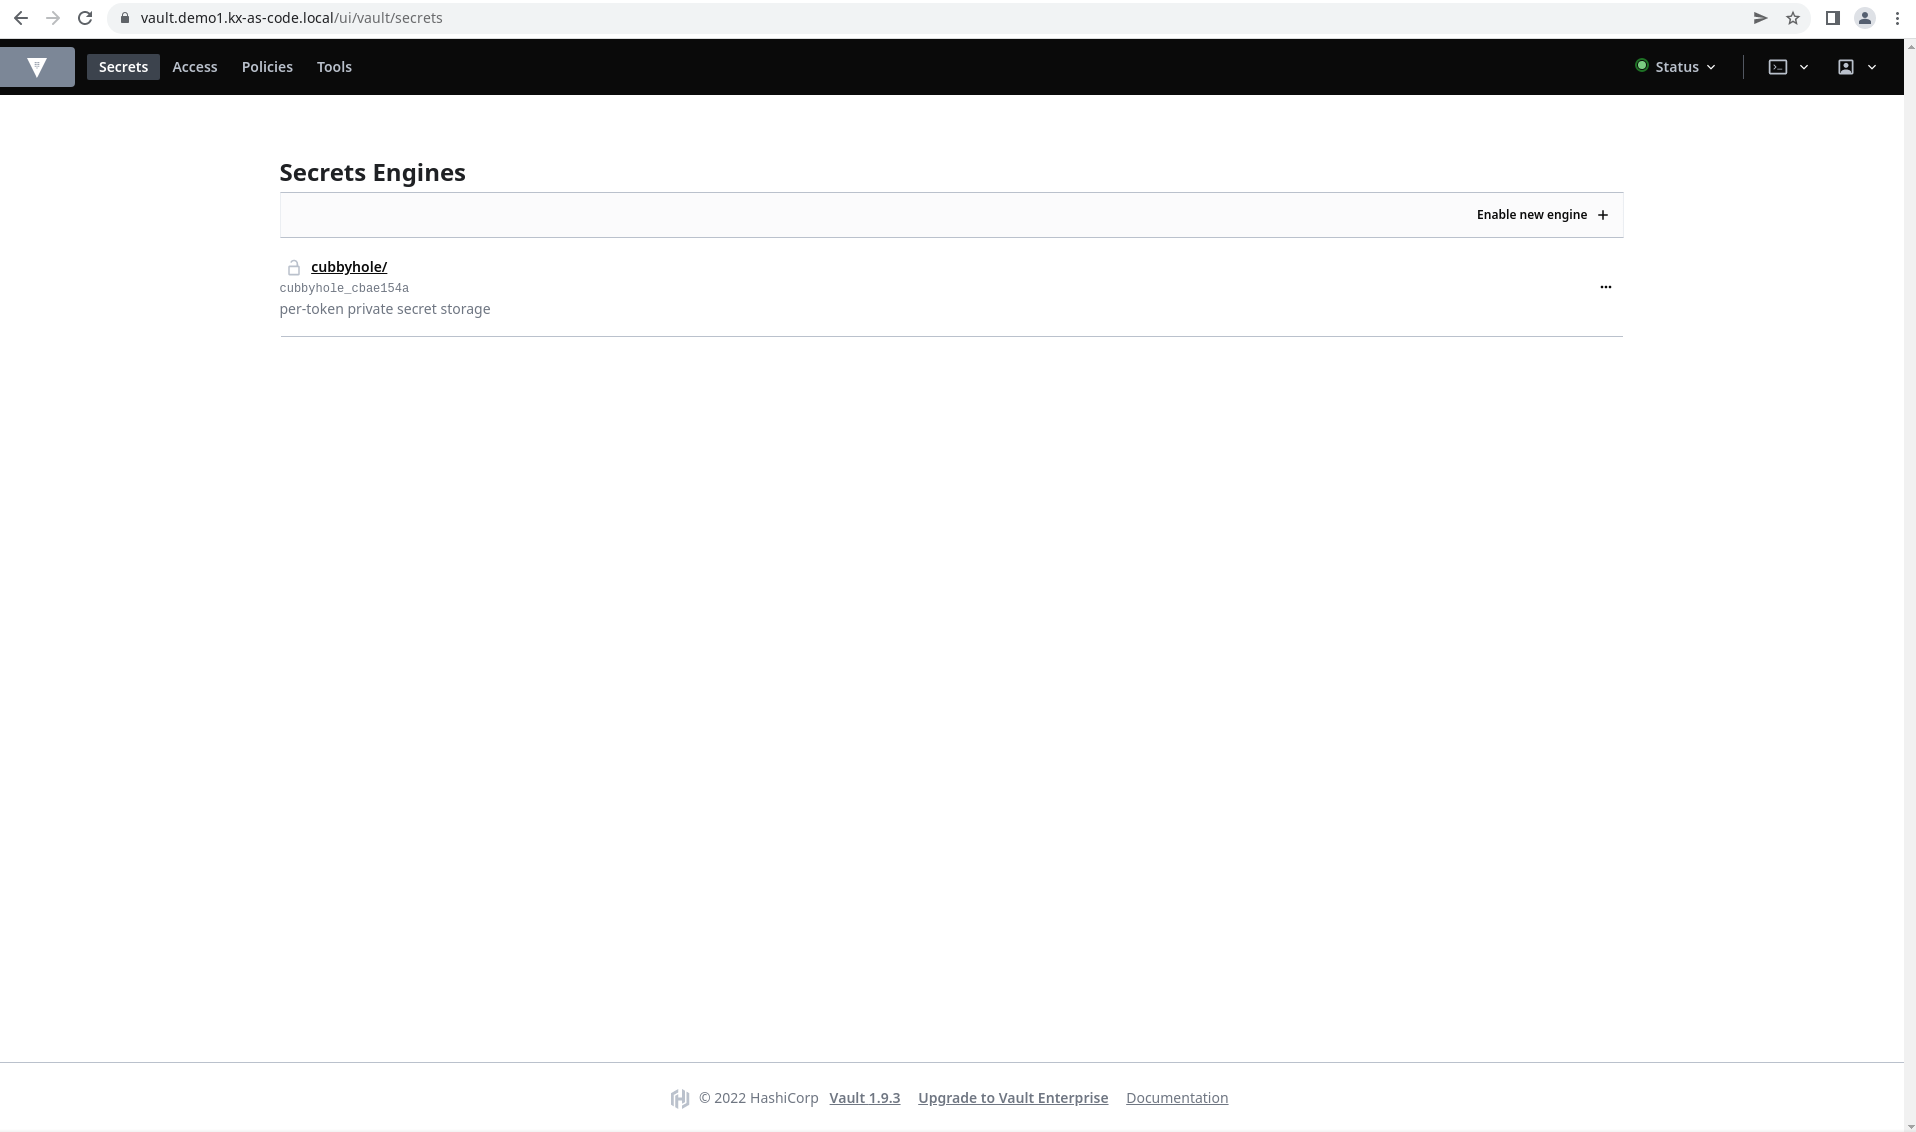 vault.demo1.kx-as-code.local/ui/vault/secrets
Secrets Access Policies Tools Status
Secrets Engines
Enable new engine
cubbyhole/
cubbyhole_cbae154a
per-token private secret storage
© 2022 HashiCorp Vault 1.9.3 Upgrade to Vault Enterprise Documentation